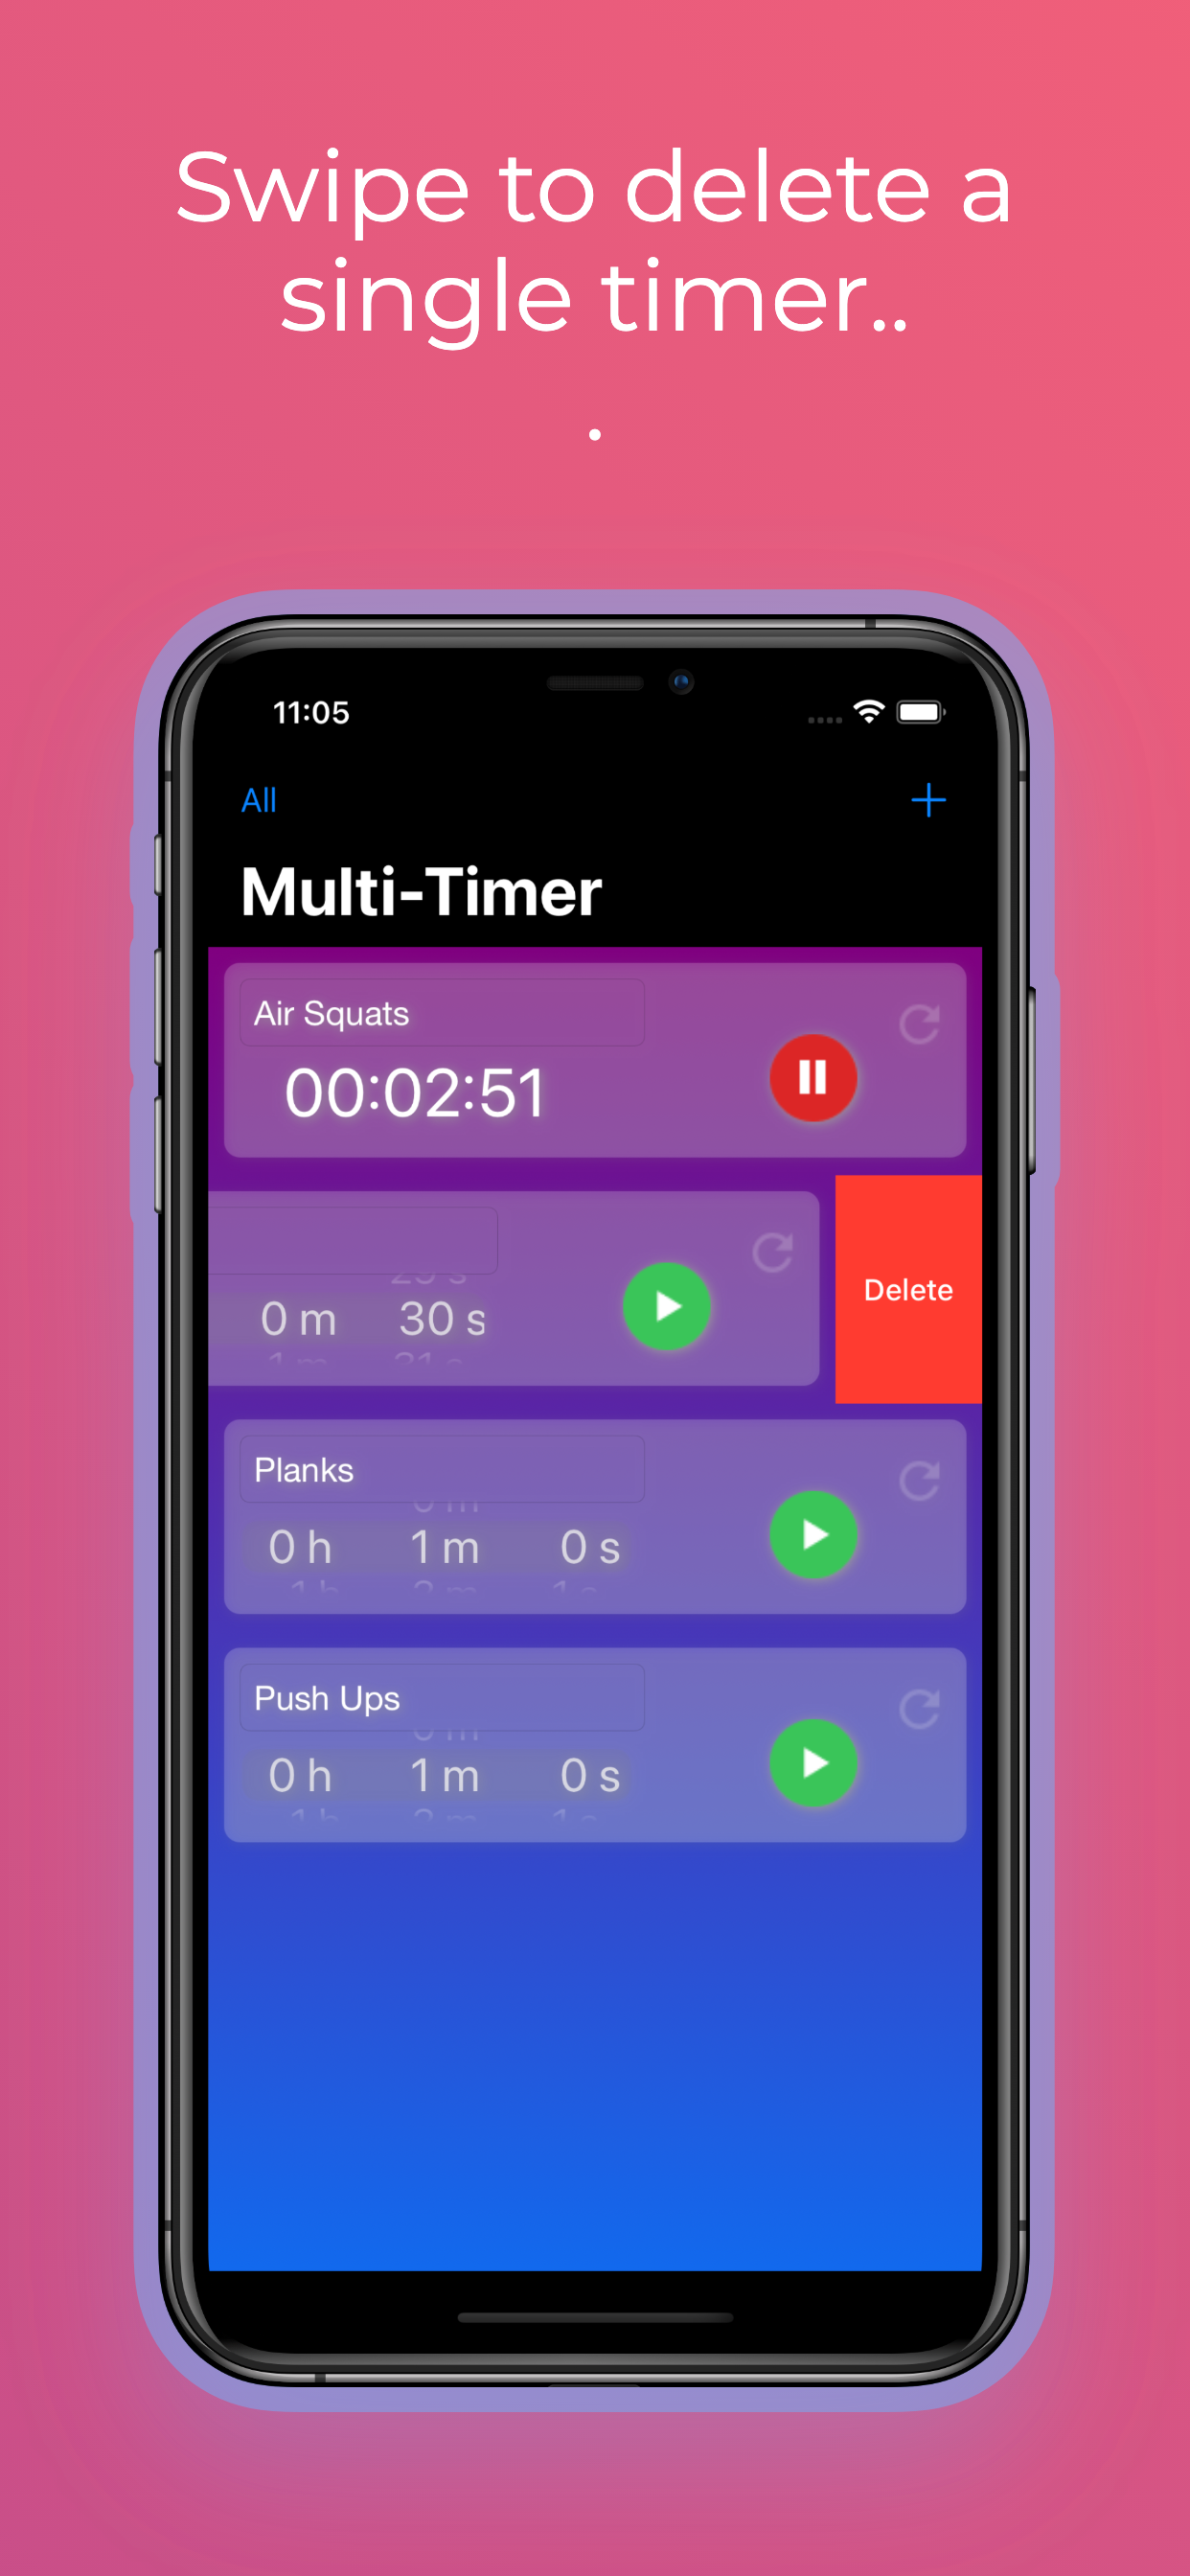 Swipe to delete a
single timer..
.
11:05
All
Multi-Timer
Air Squats
00:02:51
0 m 30 s
Delete
Planks
0 h 1 m 0 s
Push Ups
0 h 1 m 0 s